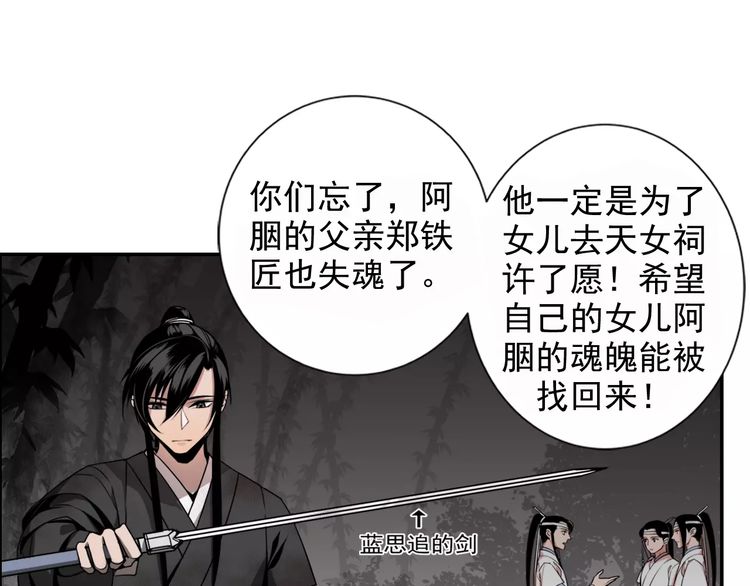 你们忘了，阿
胭的父亲郑铁
匠也失魂了。
他一定是为了
女儿去天女祠
许了愿！希望
自己的女儿阿
胭的魂魄能被
找回来！
↑
蓝思追的剑